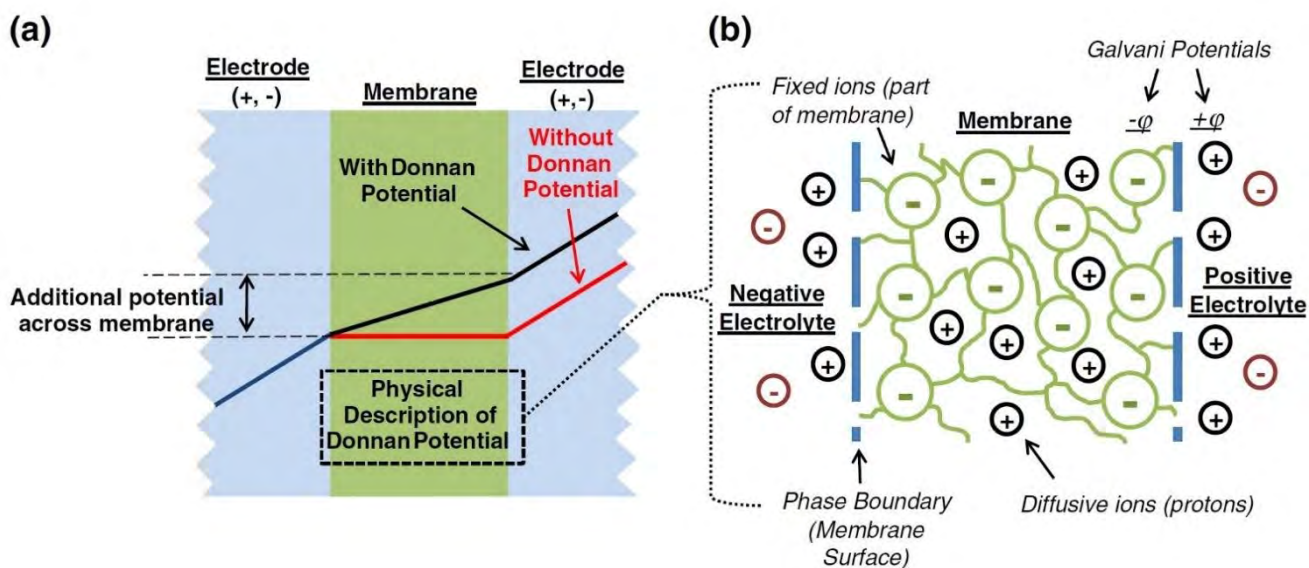 (a)
Electrode
(+, -)
Membrane
Electrode
(+,-)
With Donnan
Potential
Without
Donnan
Potential
Additional potential
across membrane
Physical
Description of
Donnan Potential
(b)
Galvani Potentials
Fixed ions (part
of membrane)
Membrane
-φ
+φ
Negative
Electrolyte
Positive
Electrolyte
+ + + + + + + + + + + + + + +
- - - - - - - - - - - - - -
Phase Boundary
(Membrane
Surface)
Diffusive ions (protons)